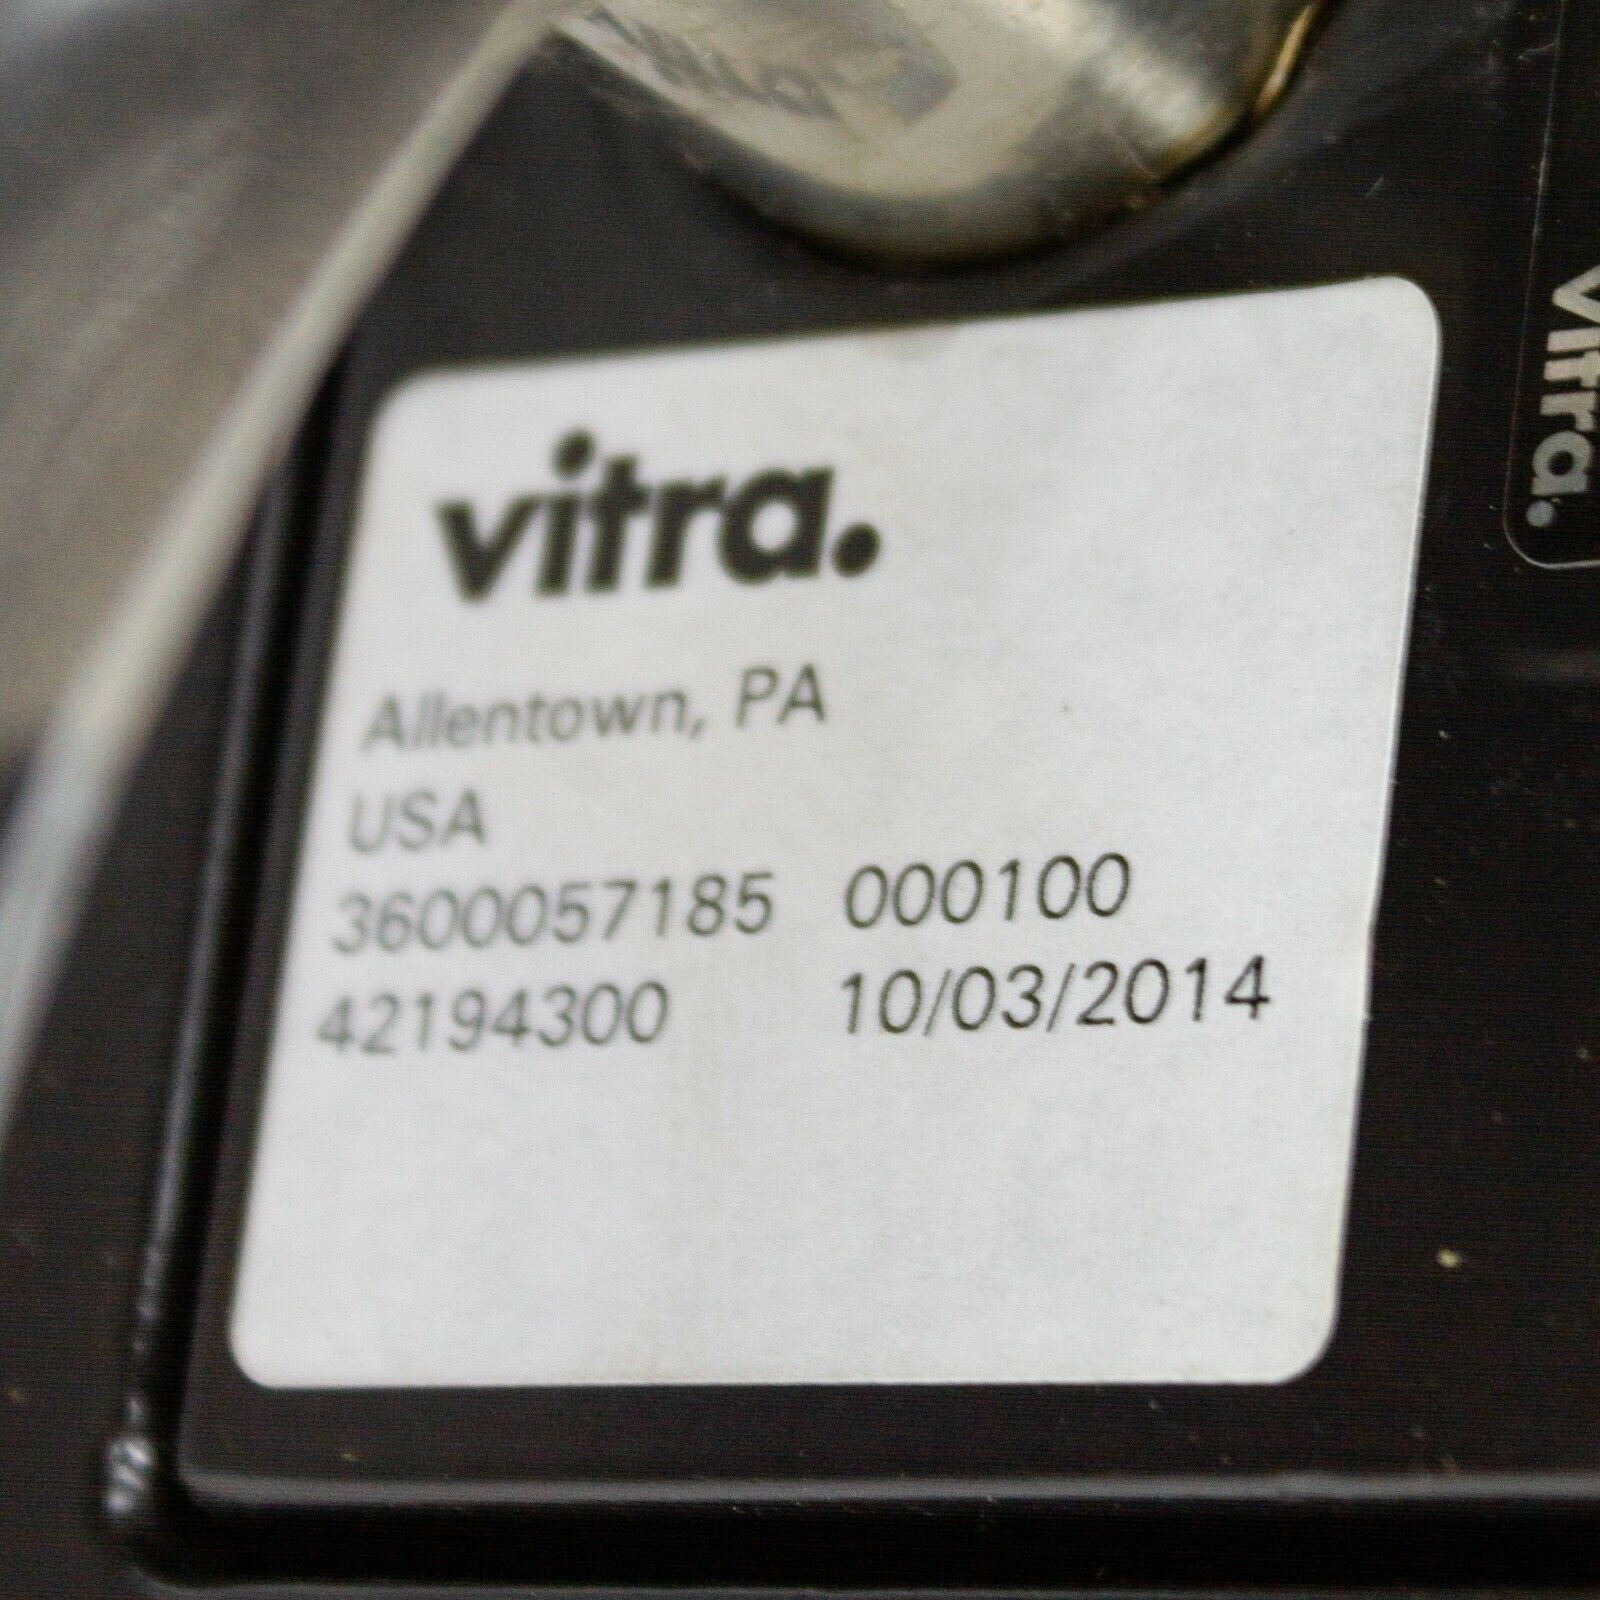 vitra.
Allentown, PA
USA
3600057185 000100
42194300 10/03/2014
vitra.